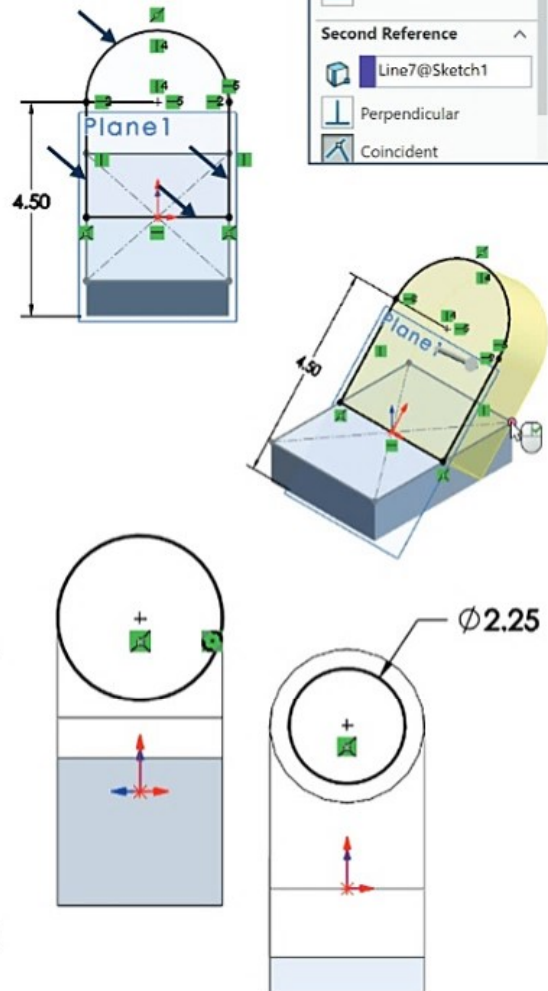 Second Reference
Line7@Sketch1
Perpendicular
Coincident
Plane1
4.50
Plane1
4.50
Ø2.25